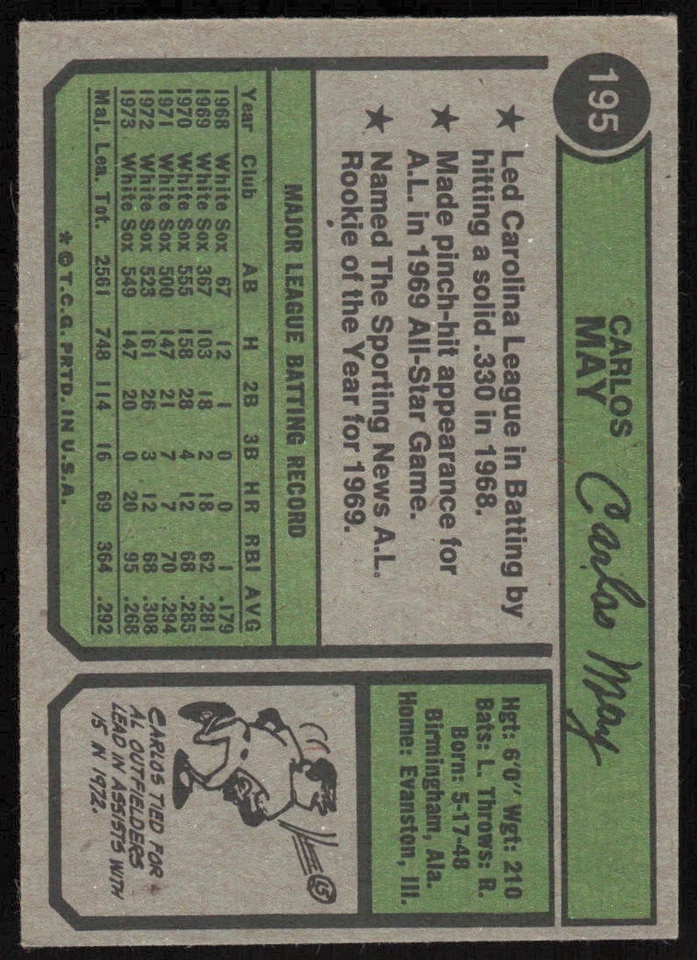 195
CARLOS
MAY
Carlos May
★ Led Carolina League in Batting by
hitting a solid .330 in 1968.
★ Made pinch-hit appearance for
A.L. in 1969 All-Star Game.
★ Named The Sporting News A.L.
Rookie of the Year for 1969.
Hgt: 6'0" Wgt: 210
Bats: L. Throws: R.
Born: 5-17-48
Birmingham, Ala.
Home: Evanston, Ill.
MAJOR LEAGUE BATTING RECORD
Year Club AB H 2B 3B HR RBI AVG
1968 White Sox 67 12 1 0 0 1 .179
1969 White Sox 367 103 18 2 18 62 .281
1970 White Sox 555 158 28 4 12 68 .285
1971 White Sox 500 147 21 7 7 70 .294
1972 White Sox 523 161 26 3 12 68 .308
1973 White Sox 549 147 20 0 20 95 .268
Maj. Lea. Tot. 2561 748 114 16 69 364 .292
* © T.C.G. PRTD. IN U.S.A.
15
CARLOS TIED FOR
AL OUTFIELDERS
LEAD IN ASSISTS WITH
15 IN 1972.